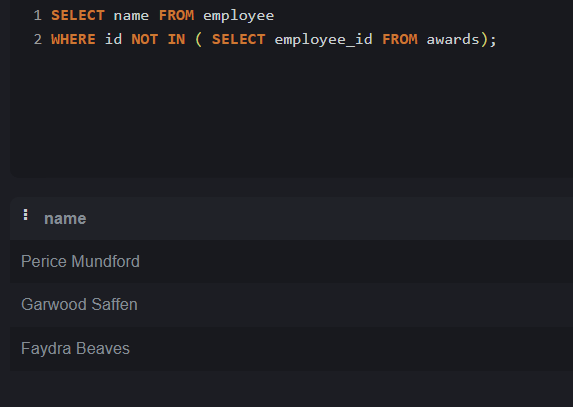 1 SELECT name FROM employee
2 WHERE id NOT IN ( SELECT employee_id FROM awards);
name
Perice Mundford
Garwood Saffen
Faydra Beaves